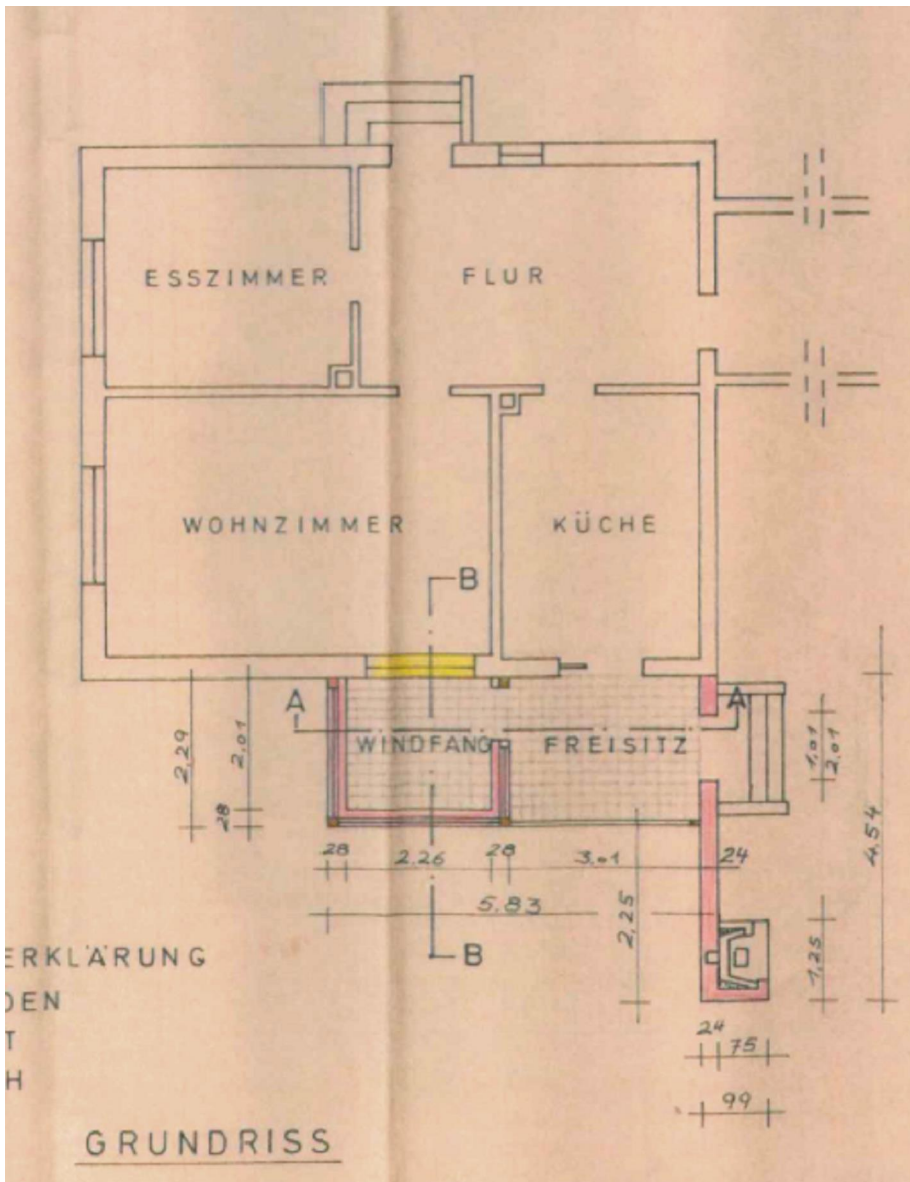 ESSZIMMER
FLUR
WOHNZIMMER
KÜCHE
B
A
A
WINDFANG
FREISITZ
2,29
2,01
28
1,01
2,01
4,54
28
2.26
28
3,01
24
5.83
2,25
1,25
B
ERKLÄRUNG
DEN
T
H
24
75
99
GRUNDRISS